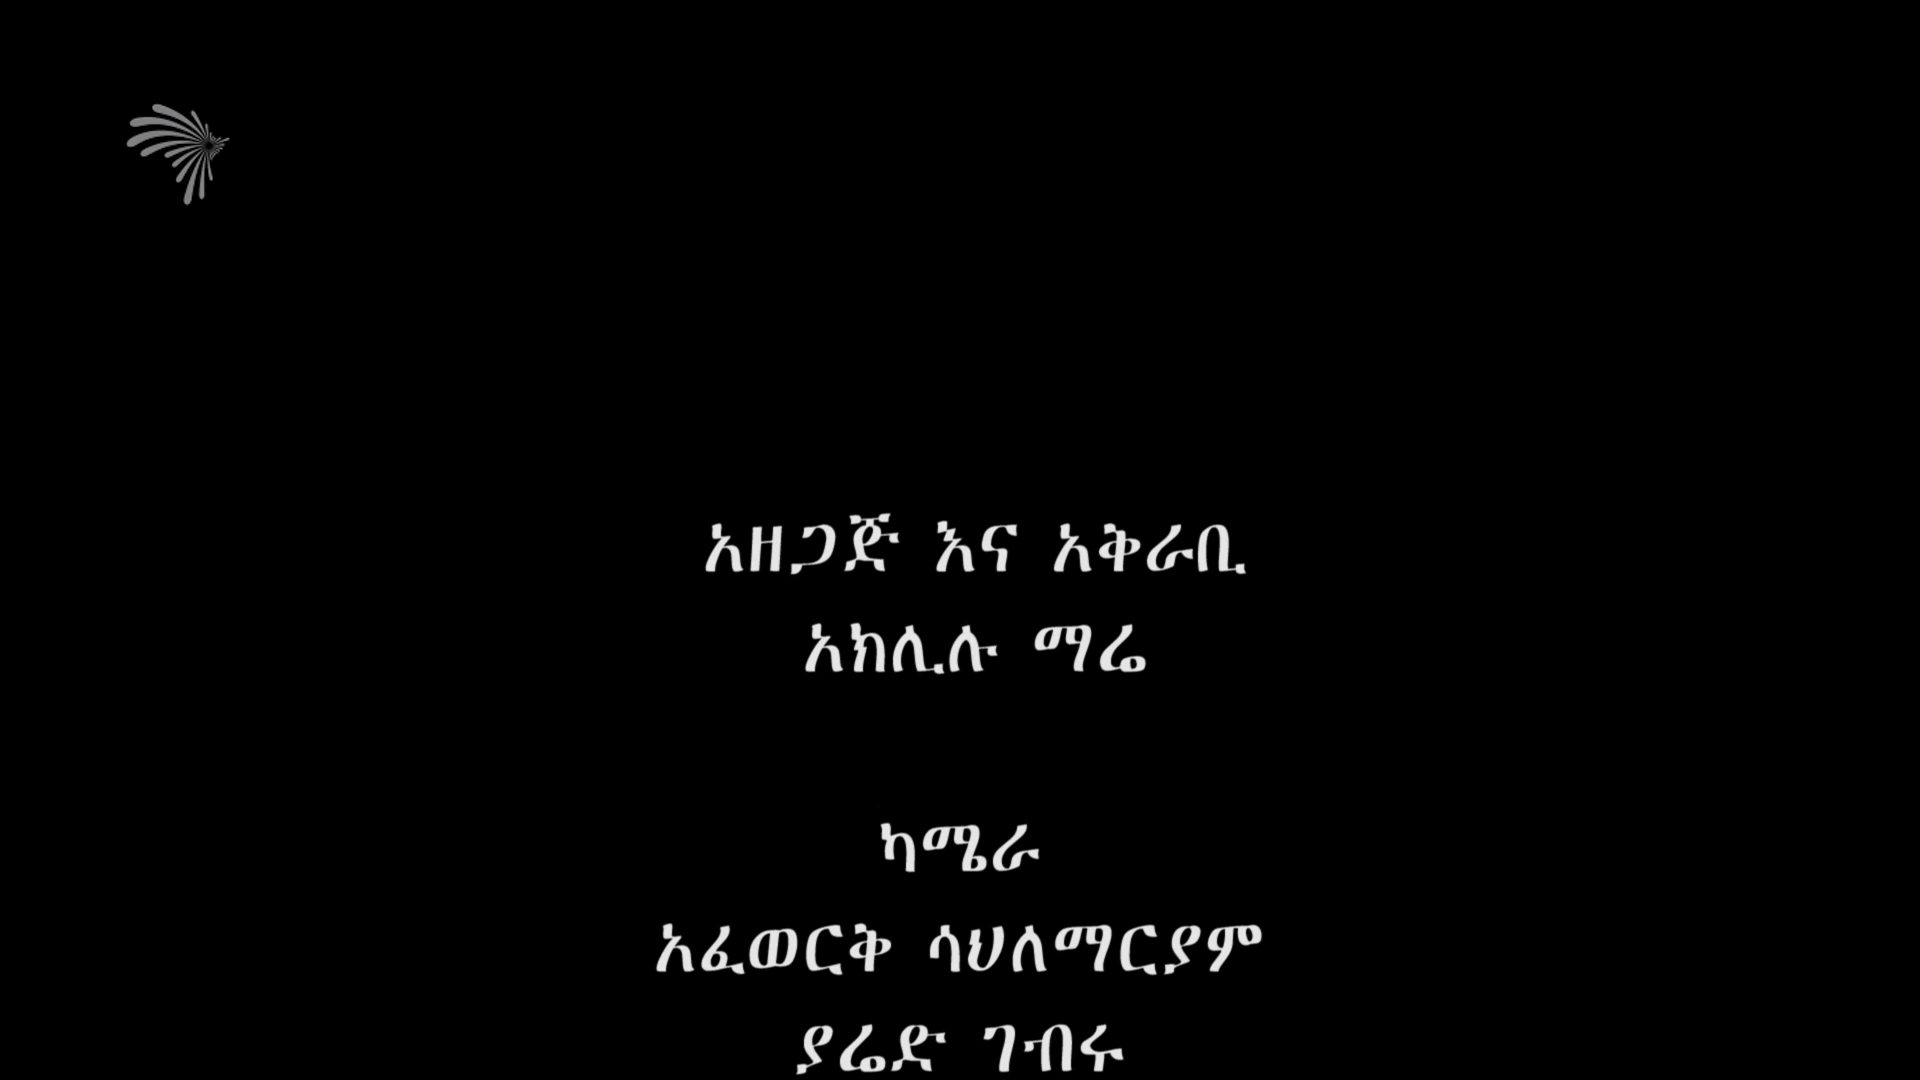 አዘጋጅ እና አቅራቢ
አክሊሉ ማሬ
ካሜራ
አፈወርቅ ሳህለማርያም
ያሬድ ገብሩ